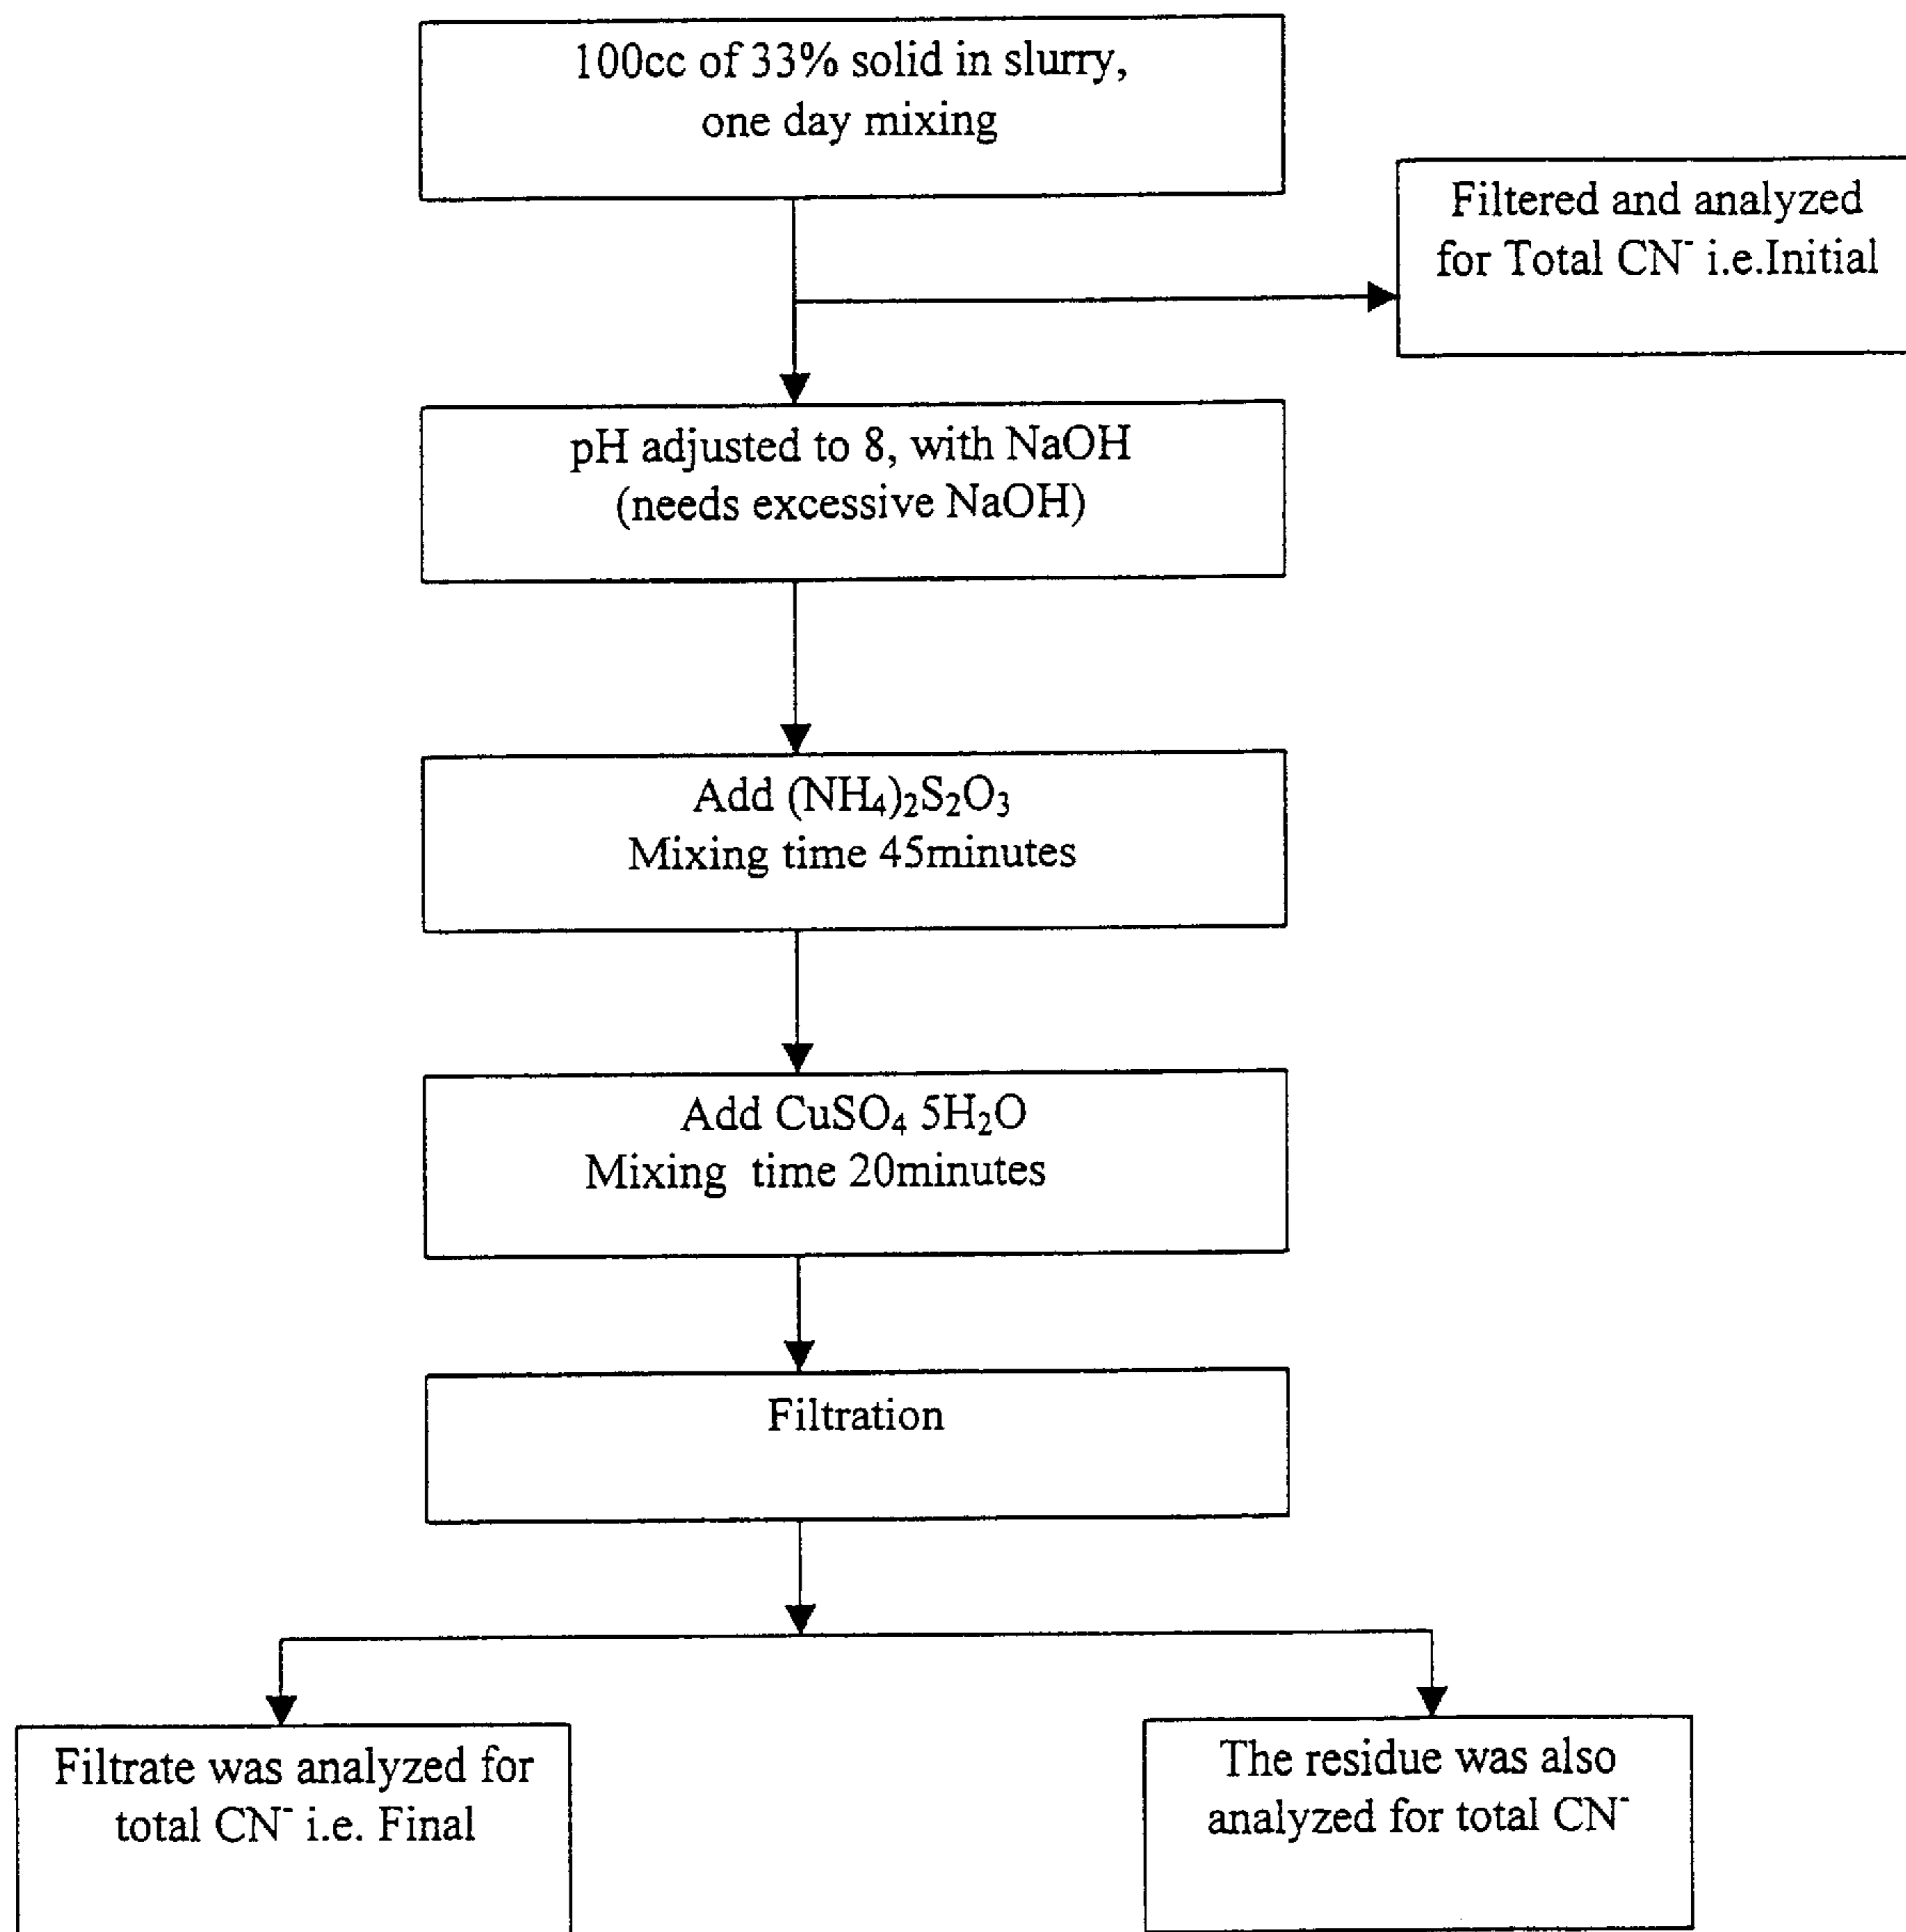 100cc of 33% solid in slurry,
one day mixing
Filtered and analyzed
for Total CN⁻ i.e.Initial
pH adjusted to 8, with NaOH
(needs excessive NaOH)
Add (NH₄)₂S₂O₃
Mixing time 45minutes
Add CuSO₄ 5H₂O
Mixing time 20minutes
Filtration
Filtrate was analyzed for
total CN⁻ i.e. Final
The residue was also
analyzed for total CN⁻